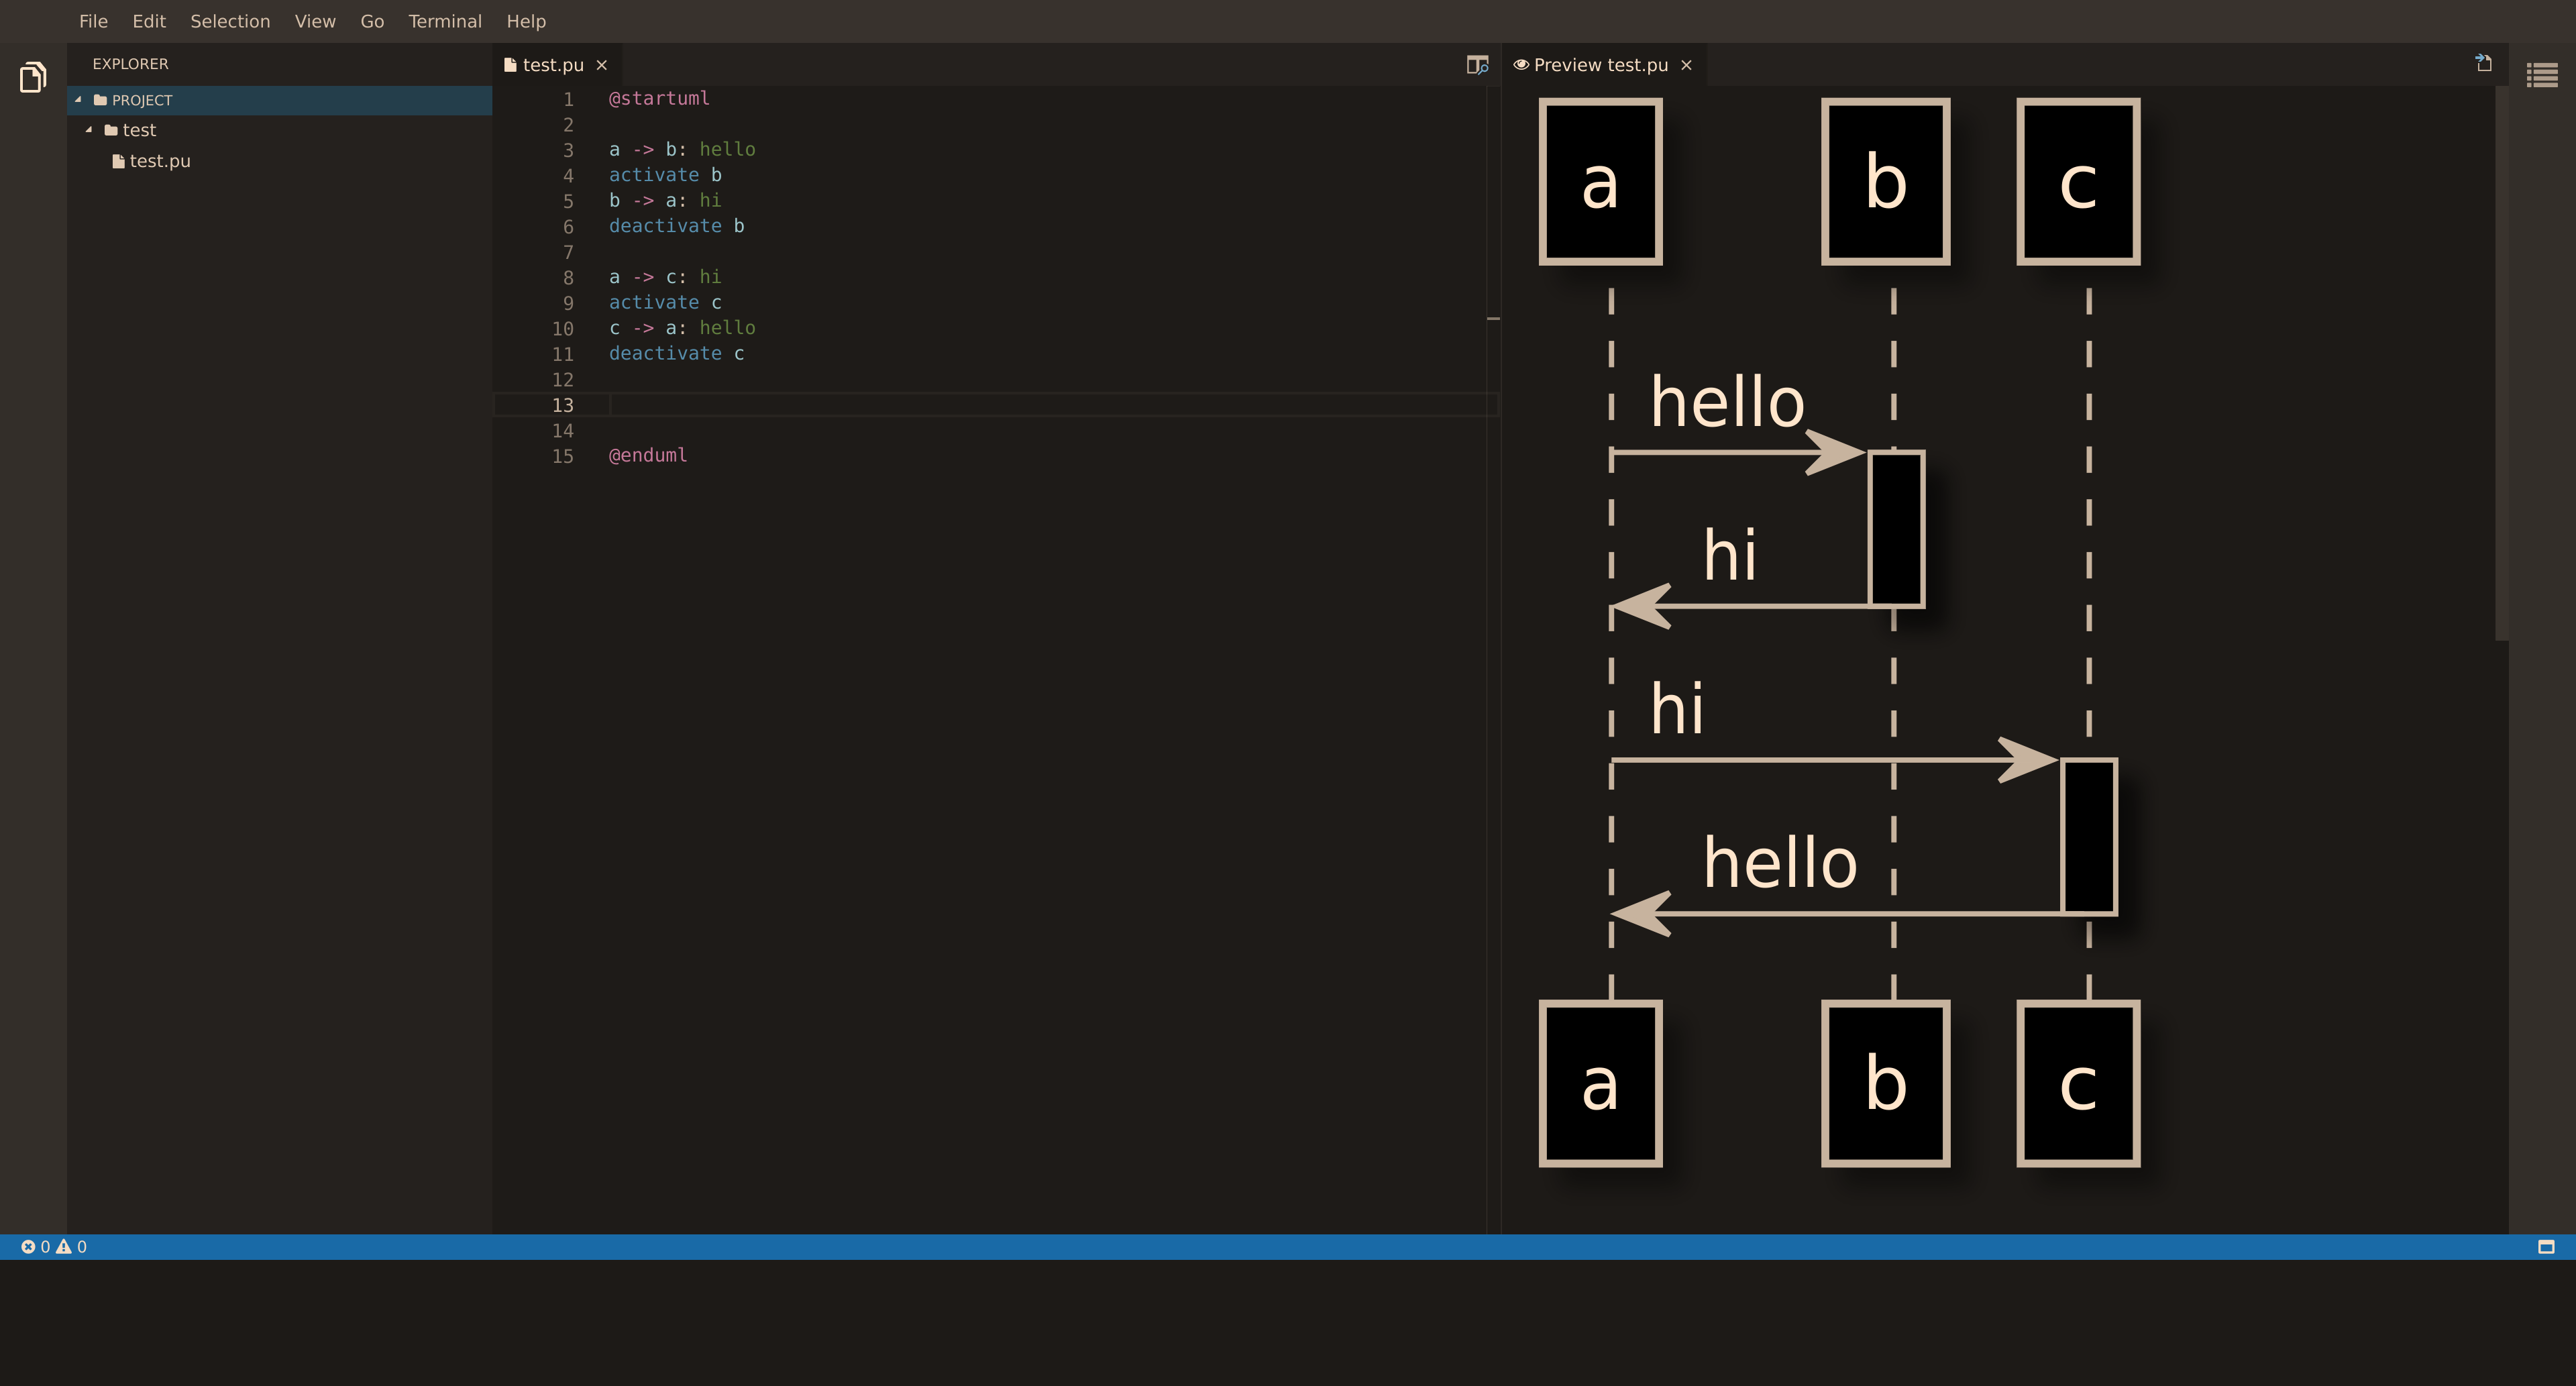 File Edit Selection View Go Terminal Help
EXPLORER
PROJECT
test
test.pu
test.pu
1 @startuml
2
3 a -> b: hello
4 activate b
5 b -> a: hi
6 deactivate b
7
8 a -> c: hi
9 activate c
10 c -> a: hello
11 deactivate c
12
13
14
15 @enduml
Preview test.pu
a b c
hello
hi
hi
hello
a b c
0 0